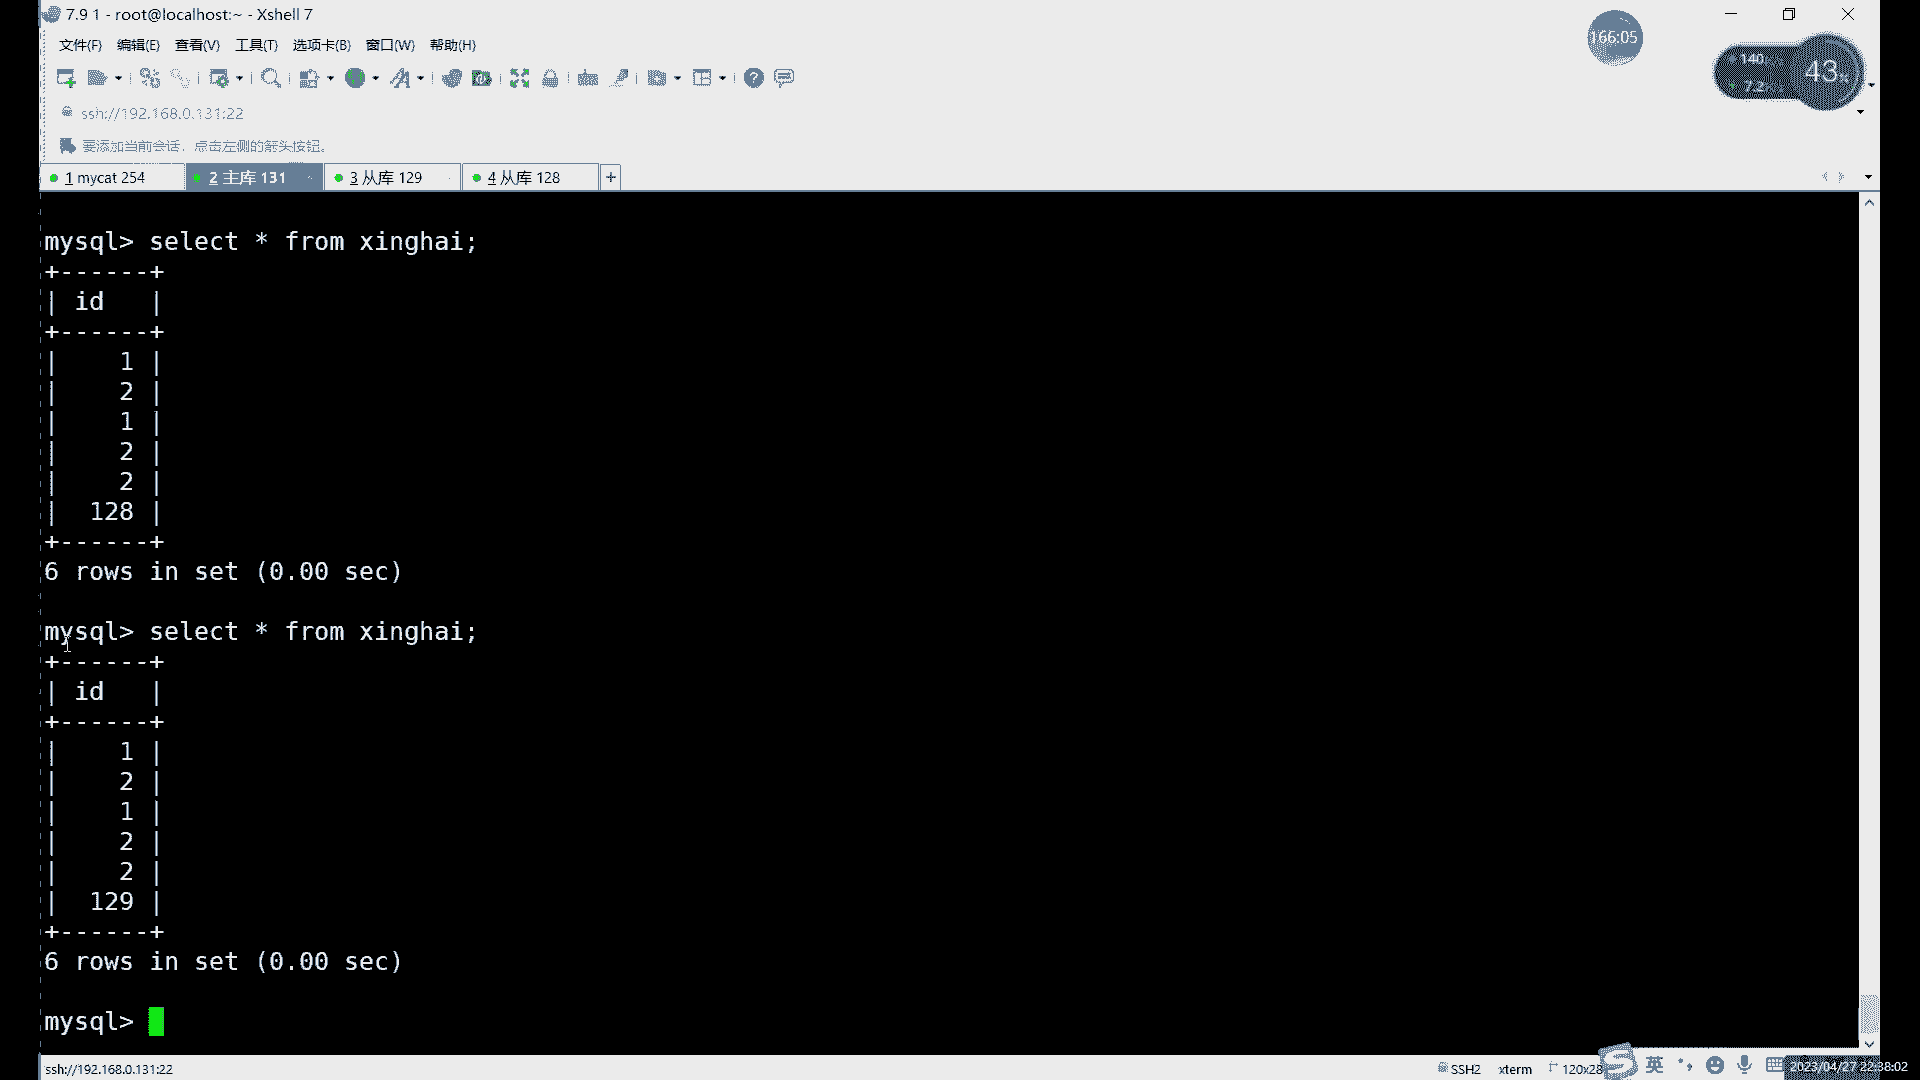 7.9 1 - root@localhost:~ - Xshell 7
166:05
文件(F) 编辑(E) 查看(V) 工具(T) 选项卡(B) 窗口(W) 帮助(H)
140
43%
7.2
ssh://192.168.0.131:22
要添加当前会话，点击左侧的箭头按钮。
1 mycat 254 2 主库 131 3 从库 129 4 从库 128 +
mysql> select * from xinghai;
+------+
| id   |
+------+
|    1 |
|    2 |
|    1 |
|    2 |
|    2 |
|  128 |
+------+
6 rows in set (0.00 sec)
mysql> select * from xinghai;
+------+
| id   |
+------+
|    1 |
|    2 |
|    1 |
|    2 |
|    2 |
|  129 |
+------+
6 rows in set (0.00 sec)
mysql>
ssh://192.168.0.131:22 SSH2 xterm 120x28 英 2023/04/27 22:38:02